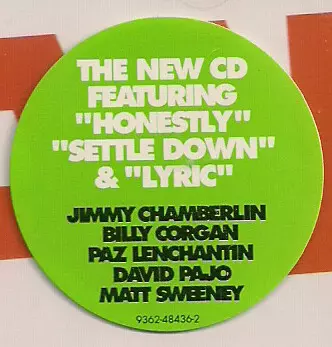 THE NEW CD
FEATURING
"HONESTLY"
"SETTLE DOWN"
& "LYRIC"
JIMMY CHAMBERLIN
BILLY CORGAN
PAZ LENCHANTIN
DAVID PAJO
MATT SWEENEY
9362-48436-2